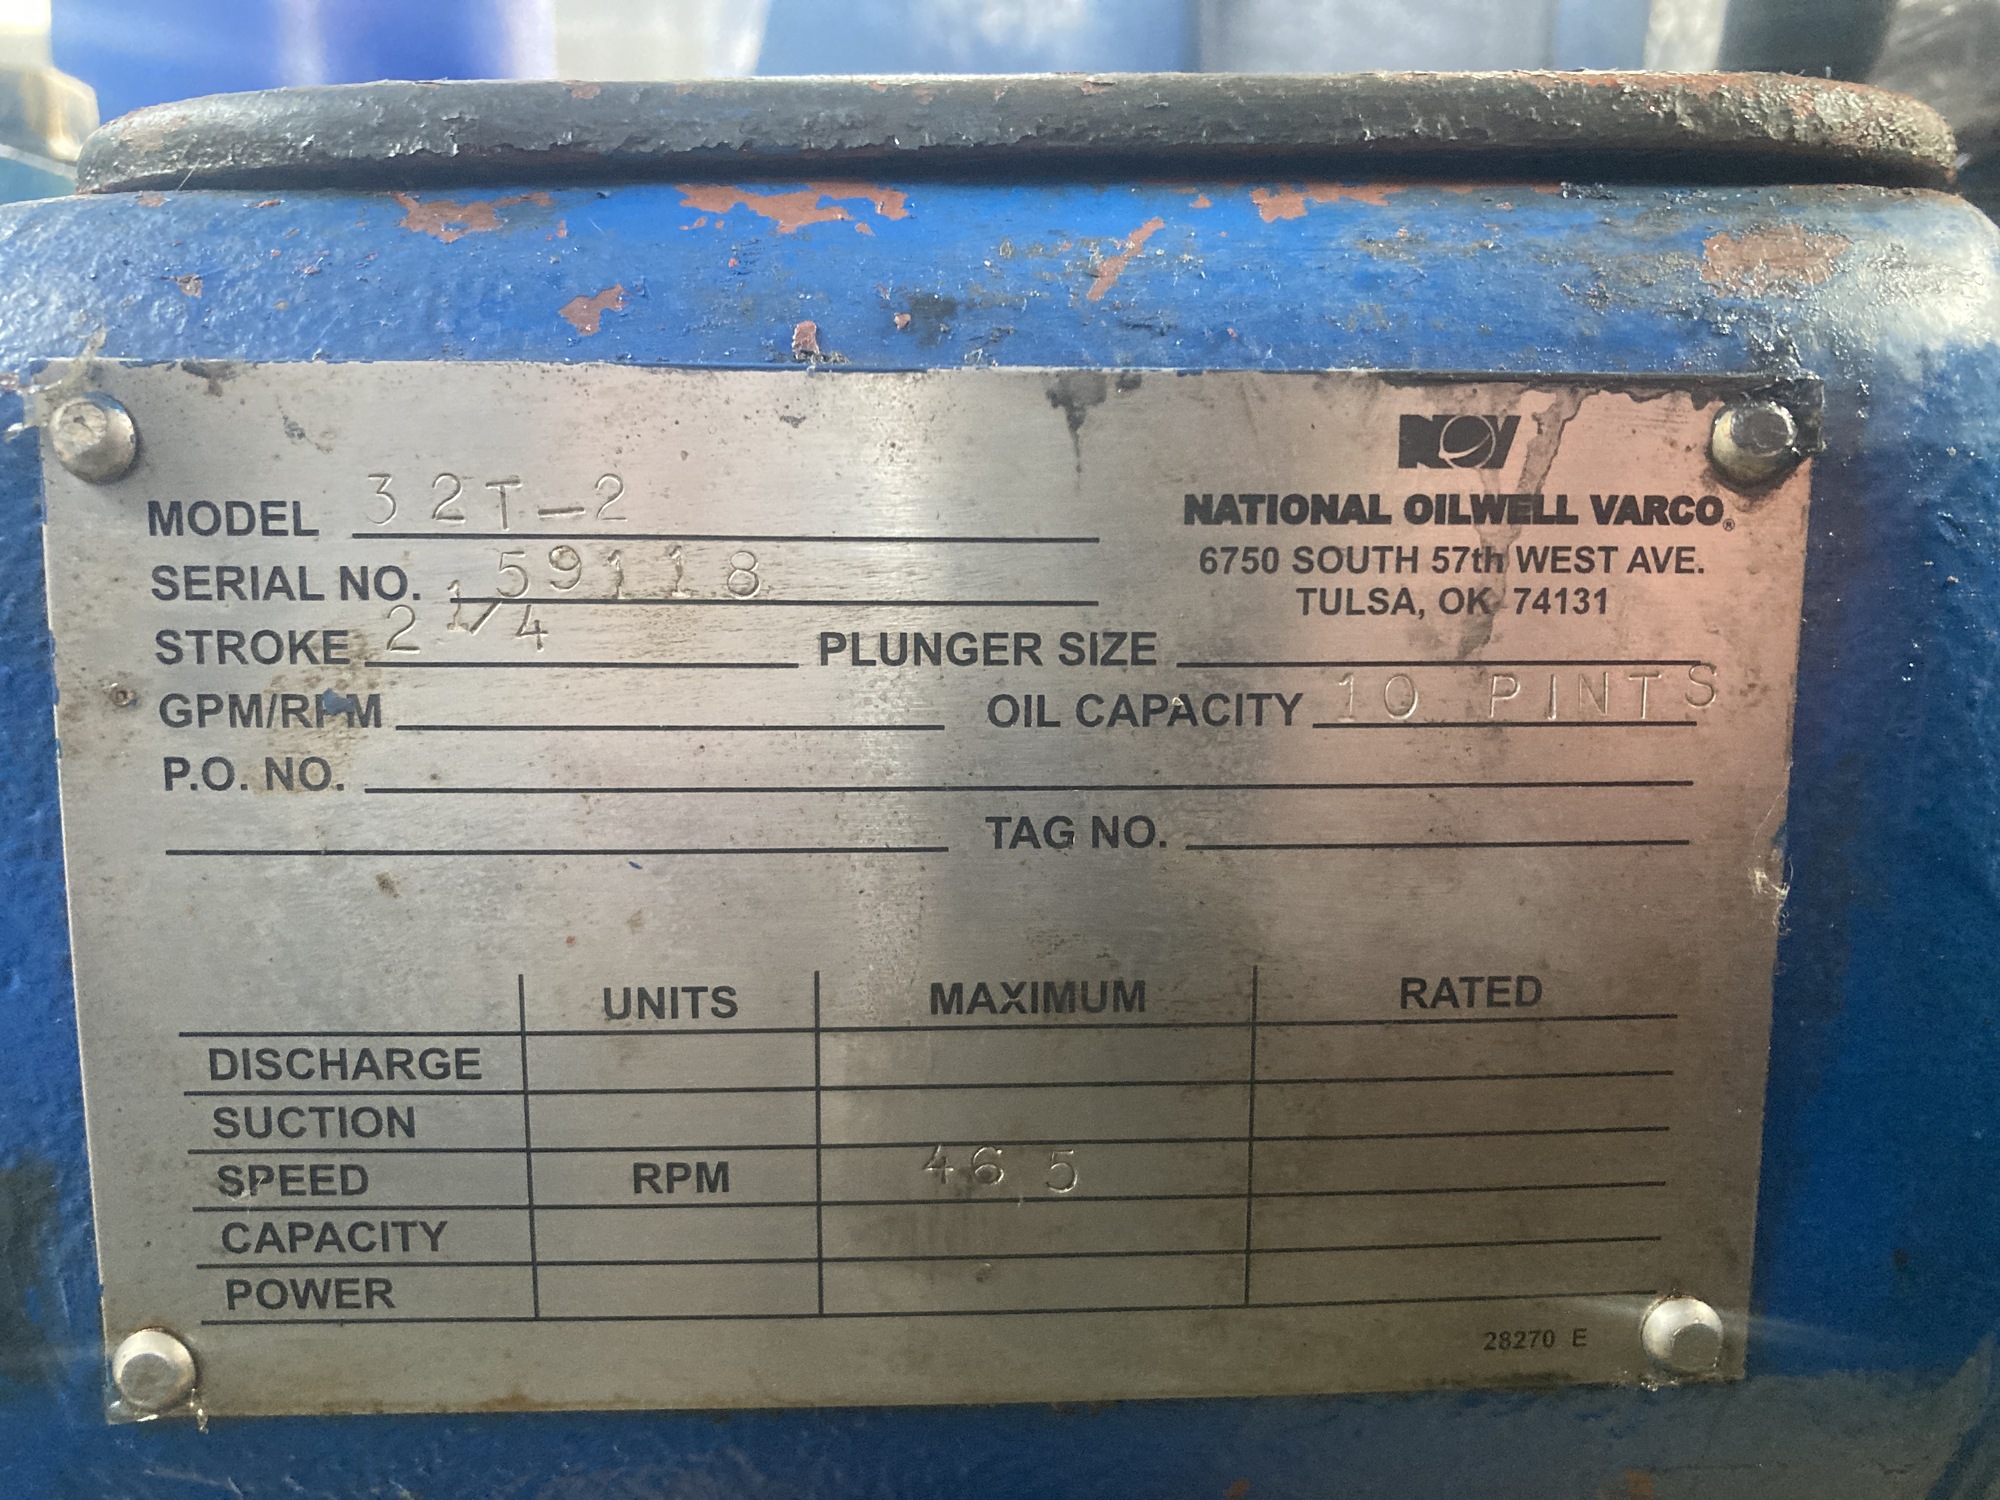 NOV
MODEL 32T-2
NATIONAL OILWELL VARCO®
6750 SOUTH 57th WEST AVE.
TULSA, OK 74131
SERIAL NO. 59118
STROKE 2 1/4 PLUNGER SIZE
GPM/RPM OIL CAPACITY 10 PINTS
P.O. NO.
TAG NO.
UNITS MAXIMUM RATED
DISCHARGE
SUCTION
SPEED RPM 465
CAPACITY
POWER
28270 E